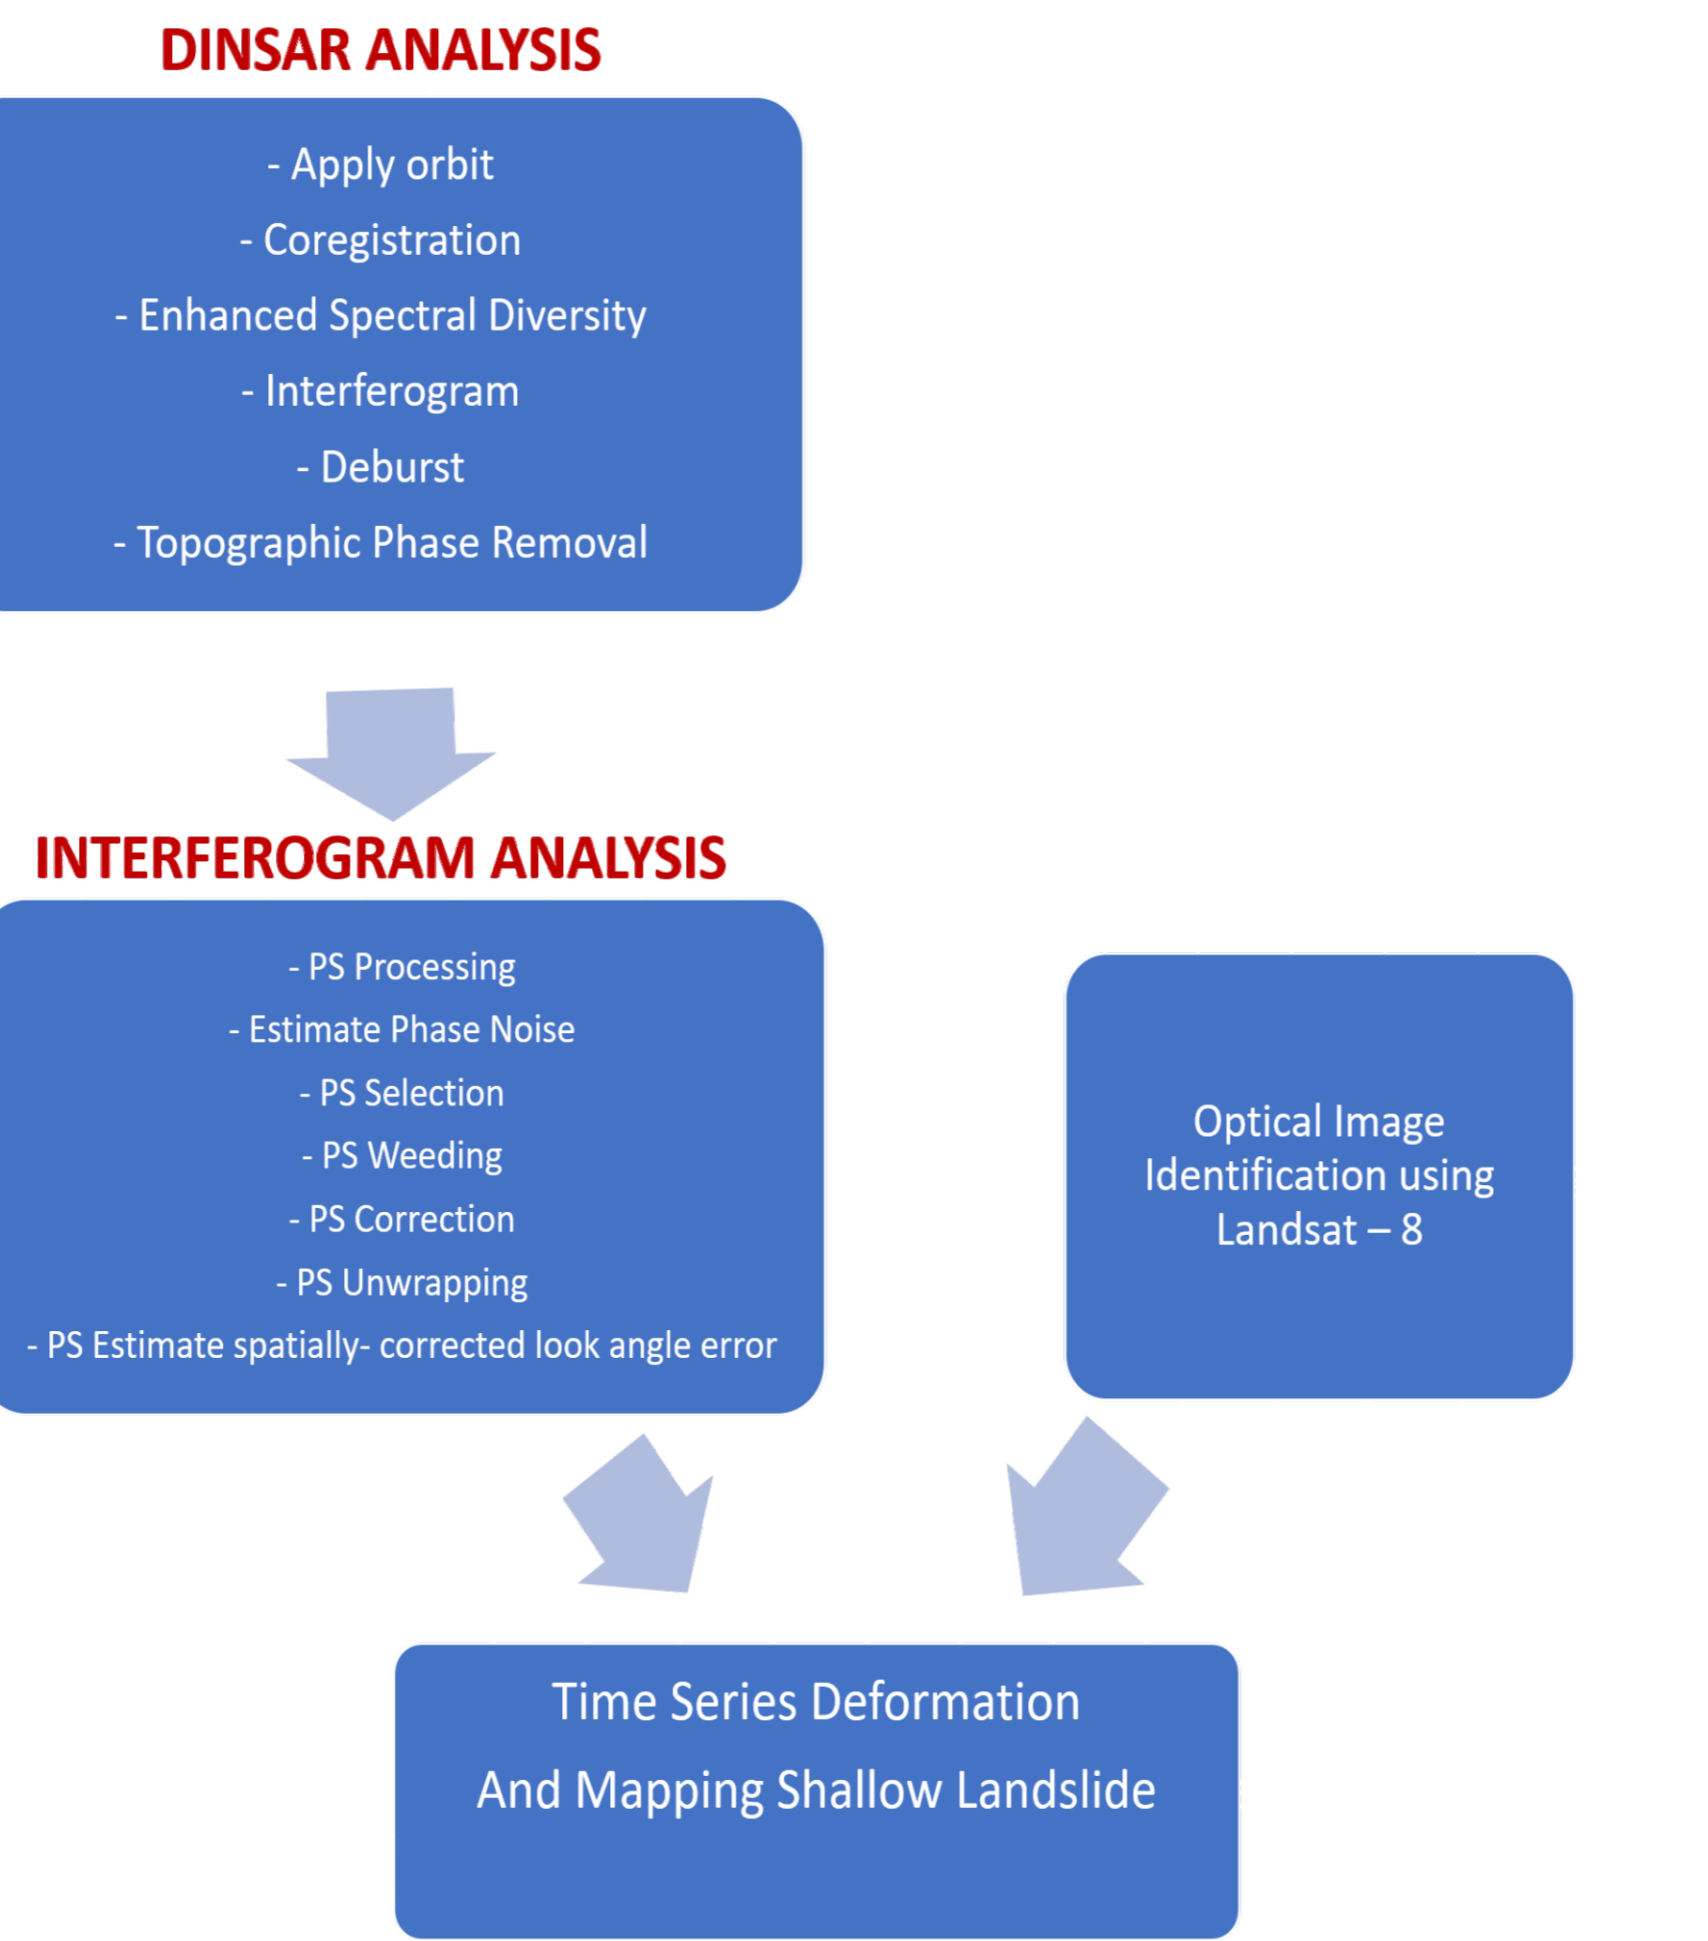 DINSAR ANALYSIS
- Apply orbit
- Coregistration
- Enhanced Spectral Diversity
- Interferogram
- Deburst
- Topographic Phase Removal
INTERFEROGRAM ANALYSIS
- PS Processing
- Estimate Phase Noise
- PS Selection
- PS Weeding
- PS Correction
- PS Unwrapping
- PS Estimate spatially- corrected look angle error
Optical Image
Identification using
Landsat – 8
Time Series Deformation
And Mapping Shallow Landslide